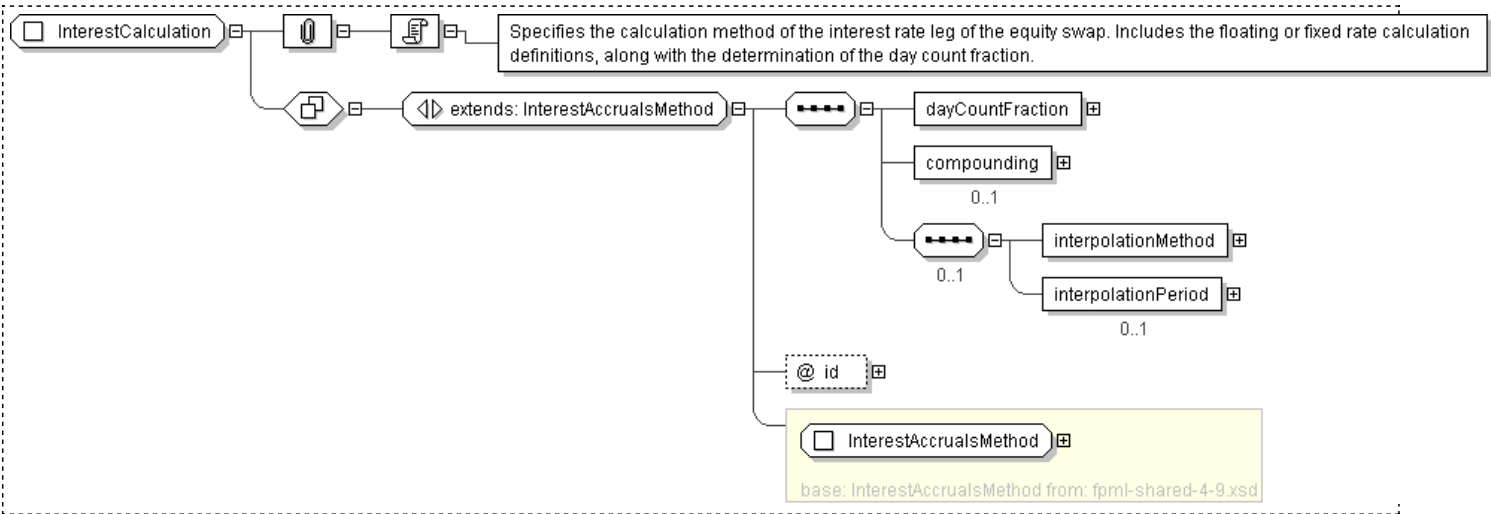 InterestCalculation
Specifies the calculation method of the interest rate leg of the equity swap. Includes the floating or fixed rate calculation
definitions, along with the determination of the day count fraction.
extends: InterestAccrualsMethod
dayCountFraction
compounding
0..1
interpolationMethod
0..1
interpolationPeriod
0..1
@ id
InterestAccrualsMethod
base: InterestAccrualsMethod from: fpml-shared-4-9.xsd